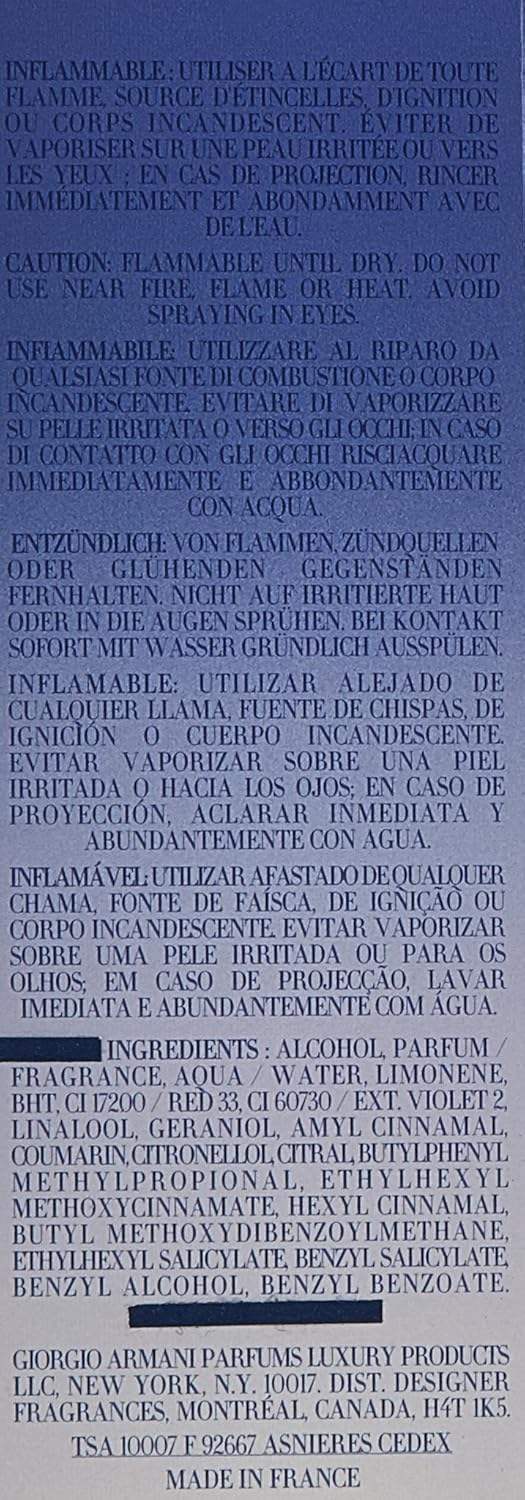 INFLAMMABLE : UTILISER A L'ÉCART DE TOUTE
FLAMME, SOURCE D'ÉTINCELLES, D'IGNITION
OU CORPS INCANDESCENT. ÉVITER DE
VAPORISER SUR UNE PEAU IRRITÉE OU VERS
LES YEUX ; EN CAS DE PROJECTION, RINCER
IMMÉDIATEMENT ET ABONDAMMENT AVEC
DE L'EAU.
CAUTION: FLAMMABLE UNTIL DRY. DO NOT
USE NEAR FIRE, FLAME OR HEAT. AVOID
SPRAYING IN EYES.
INFIAMMABILE: UTILIZZARE AL RIPARO DA
QUALSIASI FONTE DI COMBUSTIONE O CORPO
INCANDESCENTE. EVITARE DI VAPORIZZARE
SU PELLE IRRITATA O VERSO GLI OCCHI; IN CASO
DI CONTATTO CON GLI OCCHI RISCIACQUARE
IMMEDIATAMENTE E ABBONDANTEMENTE
CON ACQUA.
ENTZÜNDLICH: VON FLAMMEN, ZÜNDQUELLEN
ODER GLÜHENDEN GEGENSTÄNDEN
FERNHALTEN. NICHT AUF IRRITIERTE HAUT
ODER IN DIE AUGEN SPRÜHEN. BEI KONTAKT
SOFORT MIT WASSER GRÜNDLICH AUSSPÜLEN.
INFLAMABLE: UTILIZAR ALEJADO DE
CUALQUIER LLAMA, FUENTE DE CHISPAS, DE
IGNICIÓN O CUERPO INCANDESCENTE.
EVITAR VAPORIZAR SOBRE UNA PIEL
IRRITADA O HACIA LOS OJOS; EN CASO DE
PROYECCIÓN, ACLARAR INMEDIATA Y
ABUNDANTEMENTE CON AGUA.
INFLAMÁVEL: UTILIZAR AFASTADO DE QUALQUER
CHAMA, FONTE DE FAÍSCA, DE IGNIÇÃO OU
CORPO INCANDESCENTE. EVITAR VAPORIZAR
SOBRE UMA PELE IRRITADA OU PARA OS
OLHOS; EM CASO DE PROJECÇÃO, LAVAR
IMEDIATA E ABUNDANTEMENTE COM ÁGUA.
INGREDIENTS : ALCOHOL, PARFUM /
FRAGRANCE, AQUA / WATER, LIMONENE,
BHT, CI 17200 / RED 33, CI 60730 / EXT. VIOLET 2,
LINALOOL, GERANIOL, AMYL CINNAMAL,
COUMARIN, CITRONELLOL, CITRAL, BUTYLPHENYL
METHYLPROPIONAL, ETHYLHEXYL
METHOXYCINNAMATE, HEXYL CINNAMAL,
BUTYL METHOXYDIBENZOYLMETHANE,
ETHYLHEXYL SALICYLATE, BENZYL SALICYLATE,
BENZYL ALCOHOL, BENZYL BENZOATE.
GIORGIO ARMANI PARFUMS LUXURY PRODUCTS
LLC, NEW YORK, N.Y. 10017. DIST. DESIGNER
FRAGRANCES, MONTRÉAL, CANADA, H4T 1K5.
TSA 10007 F 92667 ASNIERES CEDEX
MADE IN FRANCE